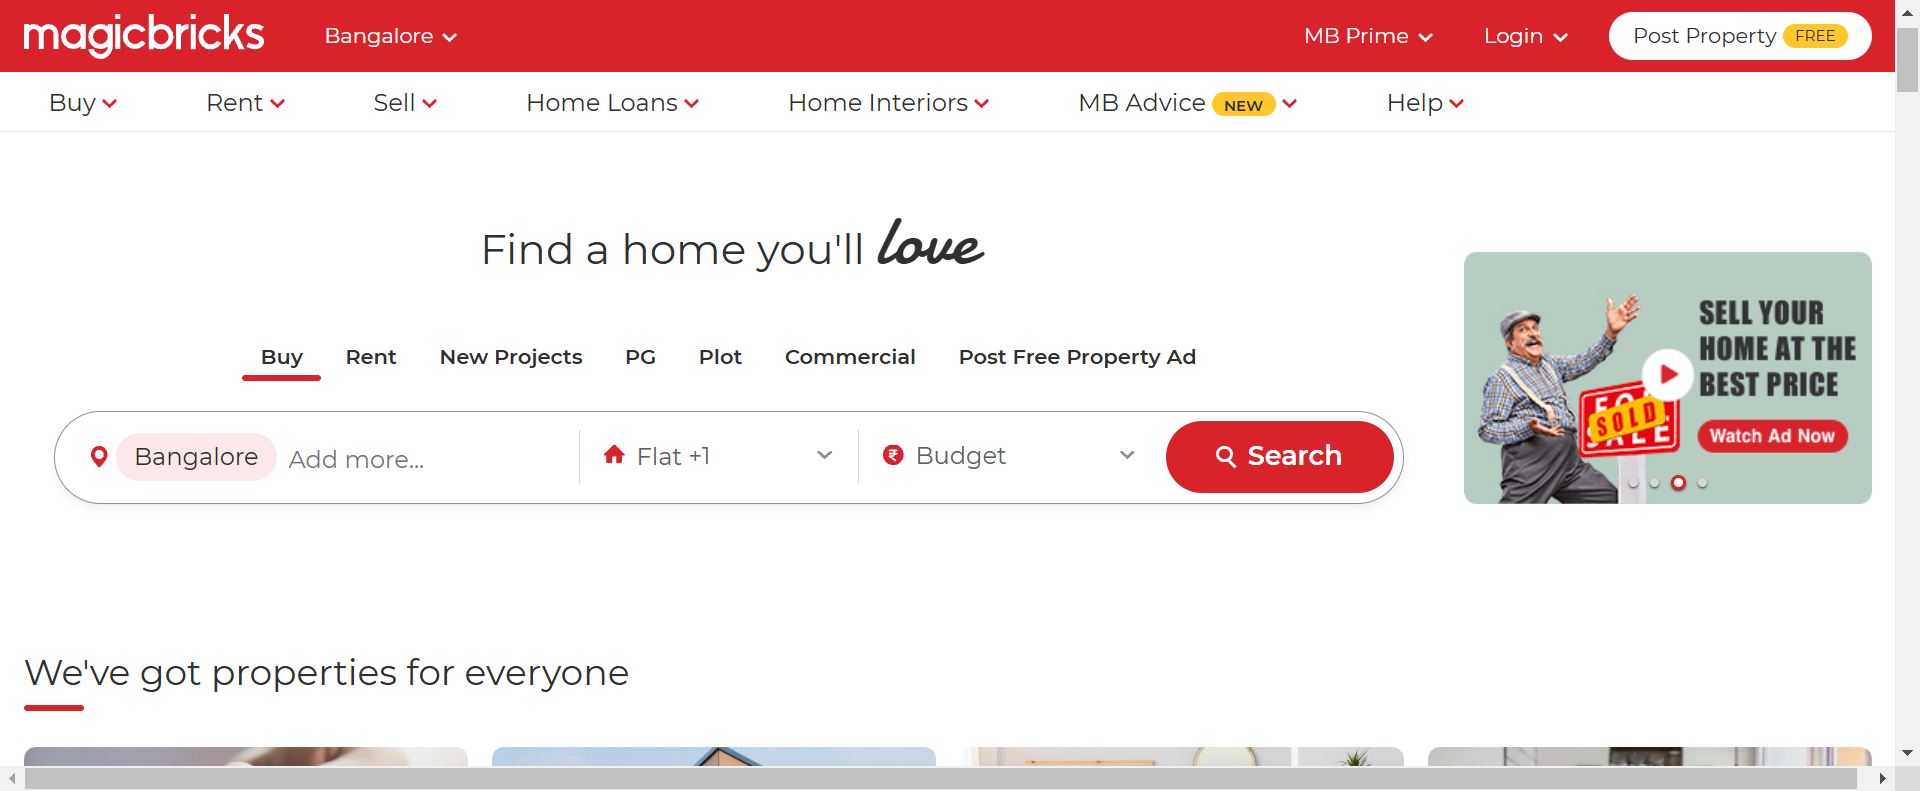 magicbricks
Bangalore
MB Prime
Login
Post Property FREE
Buy
Rent
Sell
Home Loans
Home Interiors
MB Advice NEW
Help
Find a home you'll love
Buy
Rent
New Projects
PG
Plot
Commercial
Post Free Property Ad
Bangalore
Add more...
Flat +1
Budget
Search
SELL YOUR
HOME AT THE
BEST PRICE
Watch Ad Now
FOR
SOLD
SALE
We've got properties for everyone